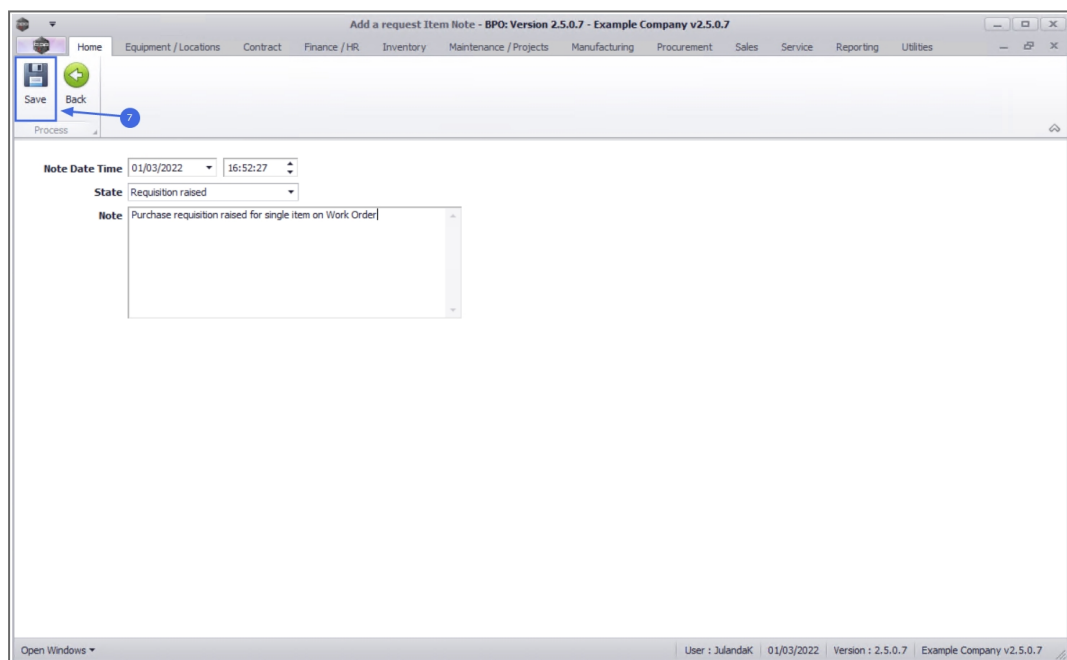 Add a request Item Note - BPO: Version 2.5.0.7 - Example Company v2.5.0.7
Home Equipment / Locations Contract Finance / HR Inventory Maintenance / Projects Manufacturing Procurement Sales Service Reporting Utilities
Save Back
7
Process
Note Date Time 01/03/2022 16:52:27
State Requisition raised
Note Purchase requisition raised for single item on Work Order
Open Windows User : JulandaK 01/03/2022 Version : 2.5.0.7 Example Company v2.5.0.7